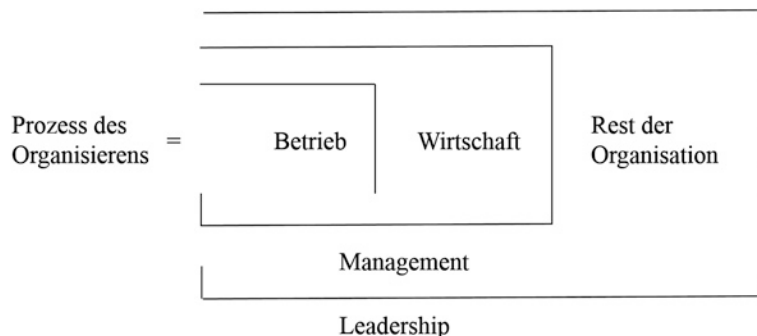 Prozess des
Organisierens = Betrieb Wirtschaft Rest der
Organisation
Management
Leadership